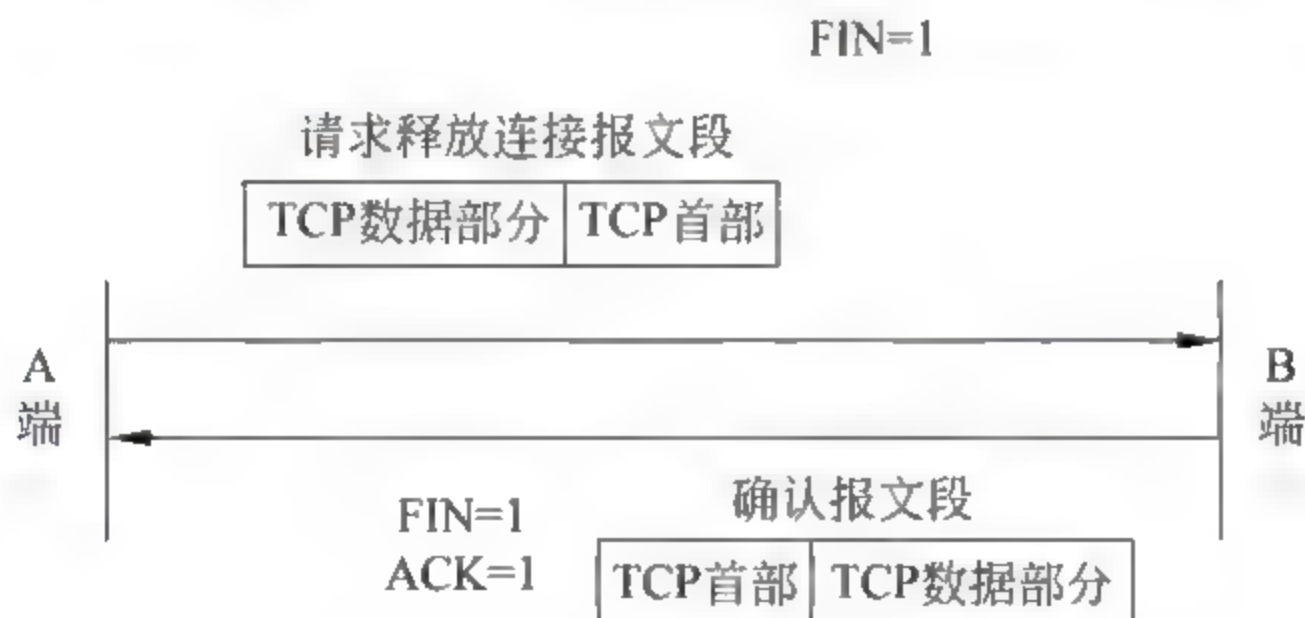 FIN=1
请求释放连接报文段
TCP数据部分 TCP首部
A
端
B
端
FIN=1
ACK=1
确认报文段
TCP首部 TCP数据部分